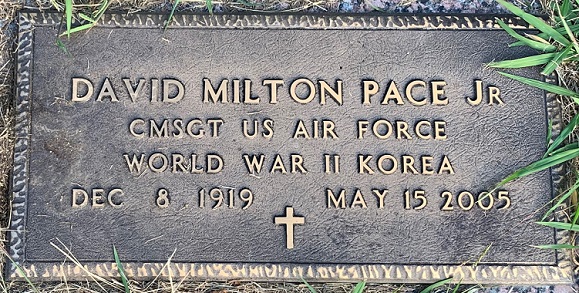 DAVID MILTON PACE JR
CMSGT US AIR FORCE
WORLD WAR II KOREA
DEC 8 1919 MAY 15 2005